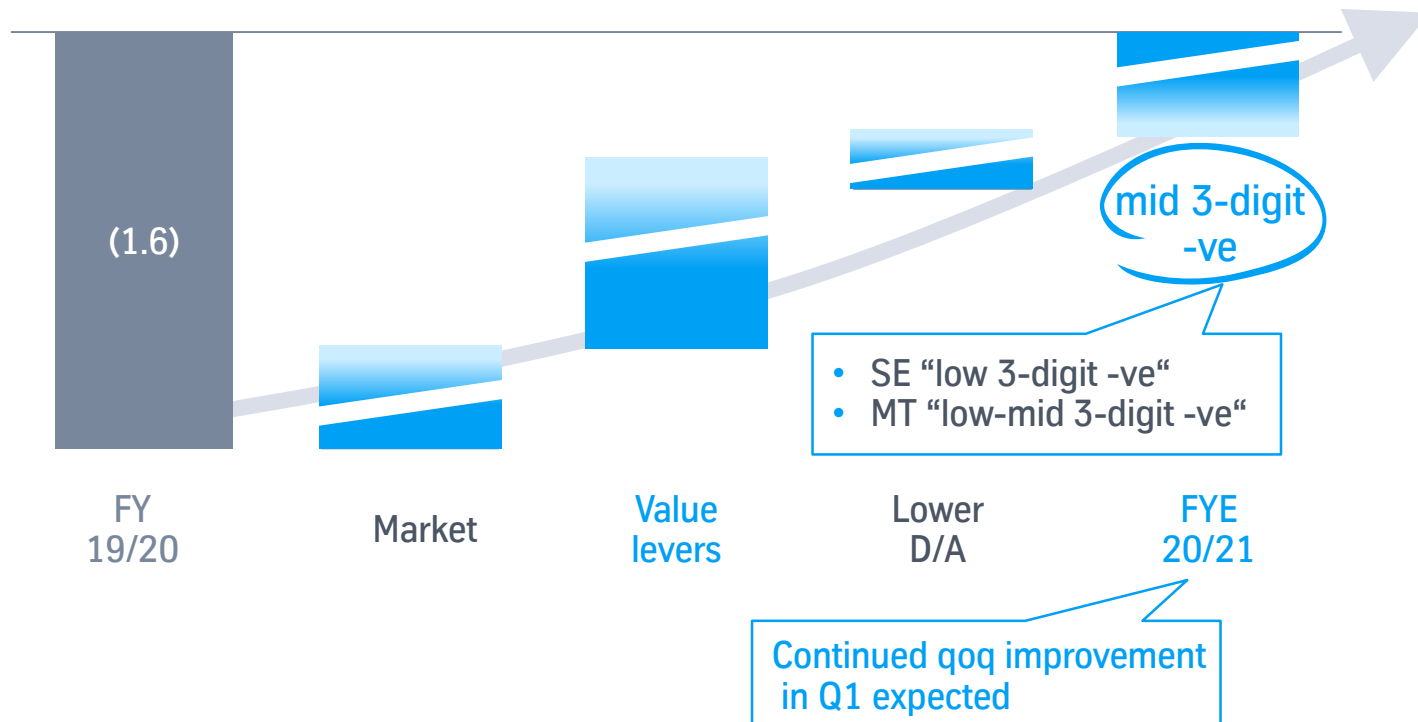 (1.6)
mid 3-digit
-ve
• SE “low 3-digit -ve“
• MT “low-mid 3-digit -ve“
FY
19/20
Market
Value
levers
Lower
D/A
FYE
20/21
Continued qoq improvement
in Q1 expected